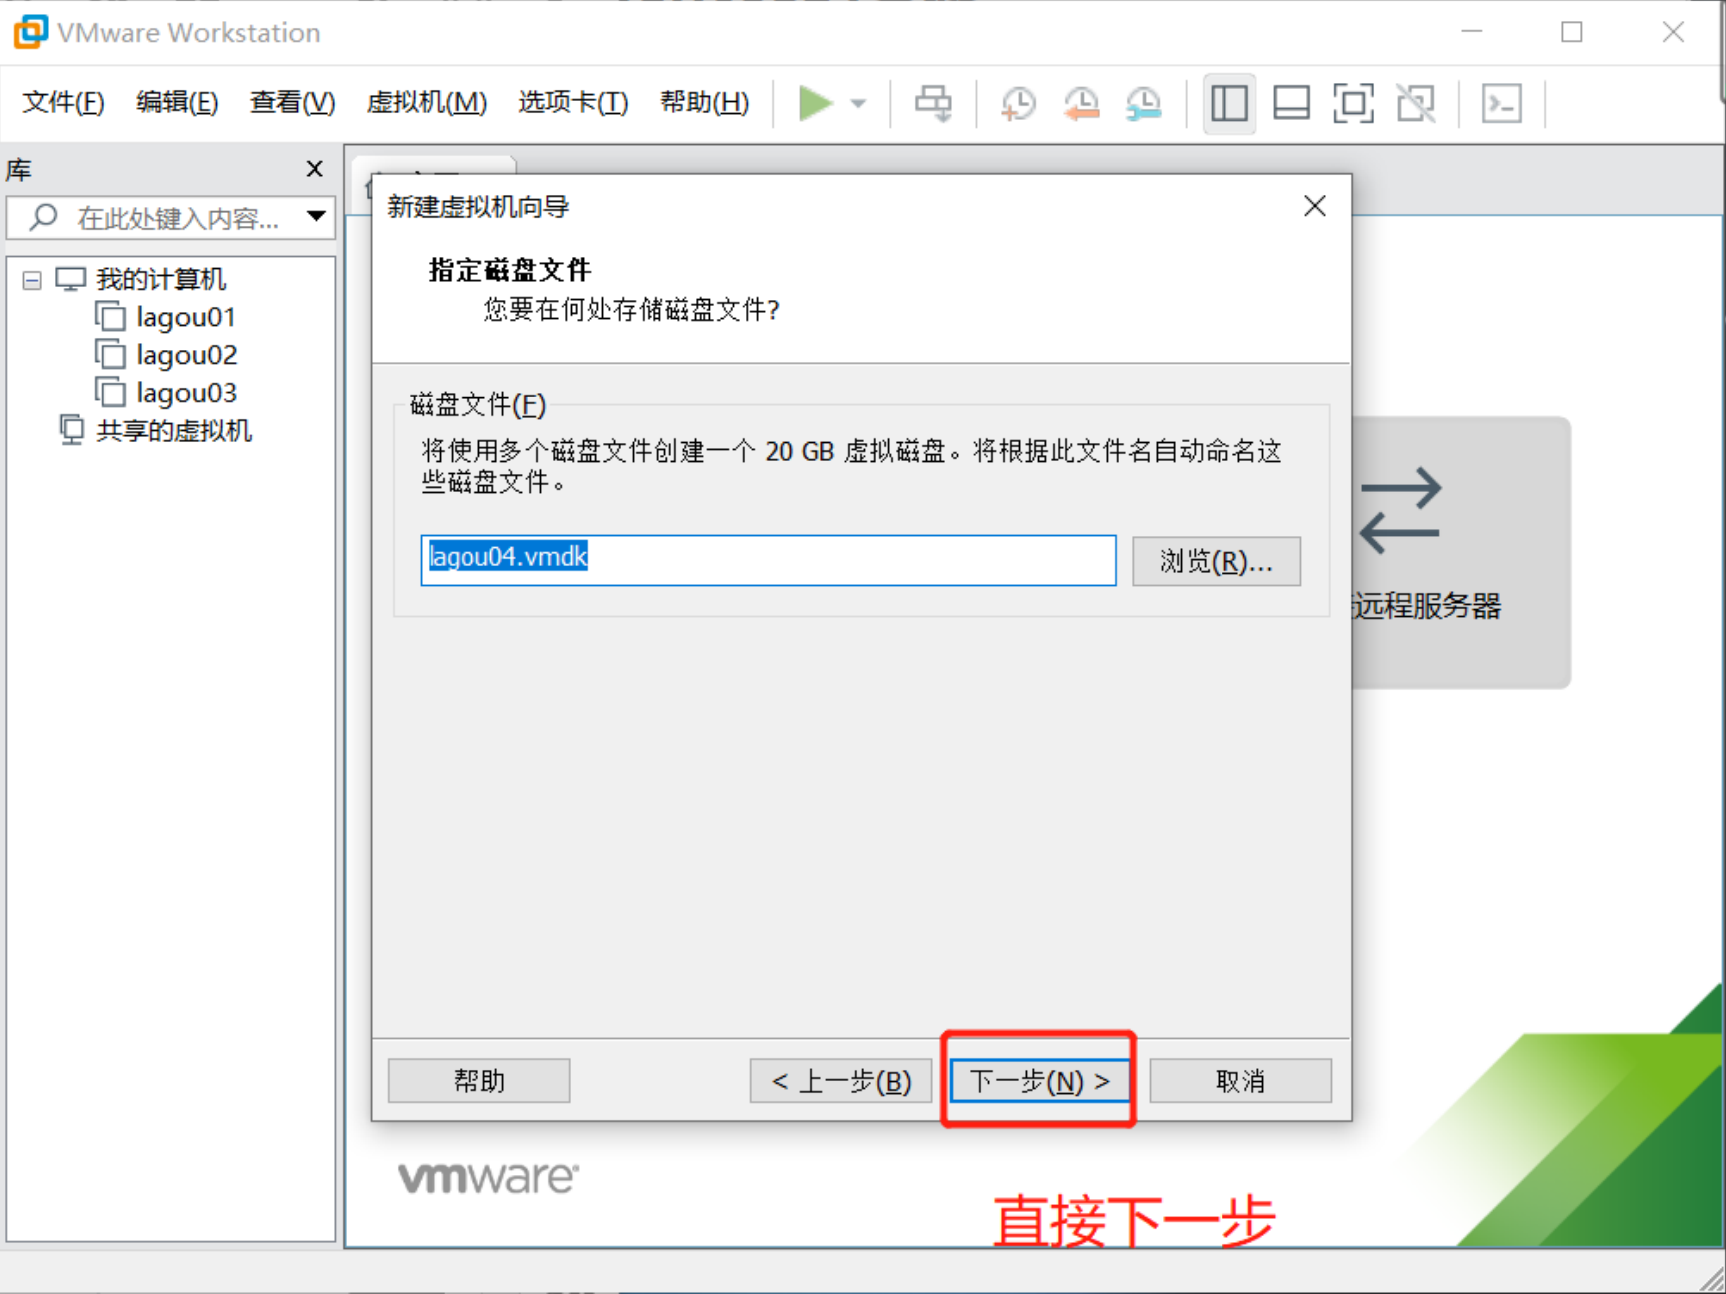 VMware Workstation
文件(F) 编辑(E) 查看(V) 虚拟机(M) 选项卡(T) 帮助(H)
库
在此处键入内容...
我的计算机
lagou01
lagou02
lagou03
共享的虚拟机
新建虚拟机向导
指定磁盘文件
您要在何处存储磁盘文件?
磁盘文件(F)
将使用多个磁盘文件创建一个 20 GB 虚拟磁盘。将根据此文件名自动命名这
些磁盘文件。
lagou04.vmdk
浏览(R)...
远程服务器
帮助
< 上一步(B)
下一步(N) >
取消
vmware
直接下一步